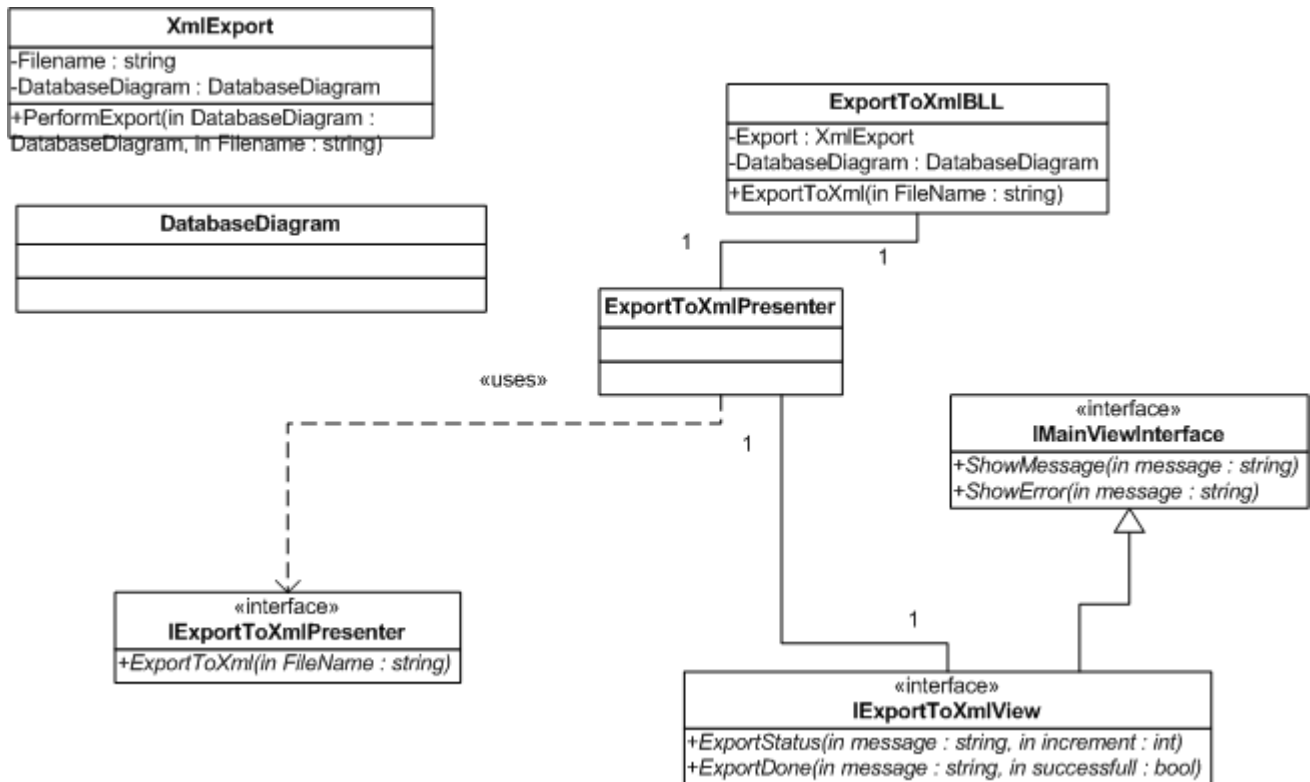 XmlExport
-Filename : string
-DatabaseDiagram : DatabaseDiagram
+PerformExport(in DatabaseDiagram :
DatabaseDiagram, in Filename : string)
ExportToXmlBLL
-Export : XmlExport
-DatabaseDiagram : DatabaseDiagram
+ExportToXml(in FileName : string)
DatabaseDiagram
1
1
ExportToXmlPresenter
«uses»
1
«interface»
IMainViewInterface
+ShowMessage(in message : string)
+ShowError(in message : string)
«interface»
IExportToXmlPresenter
+ExportToXml(in FileName : string)
1
«interface»
IExportToXmlView
+ExportStatus(in message : string, in increment : int)
+ExportDone(in message : string, in successfull : bool)